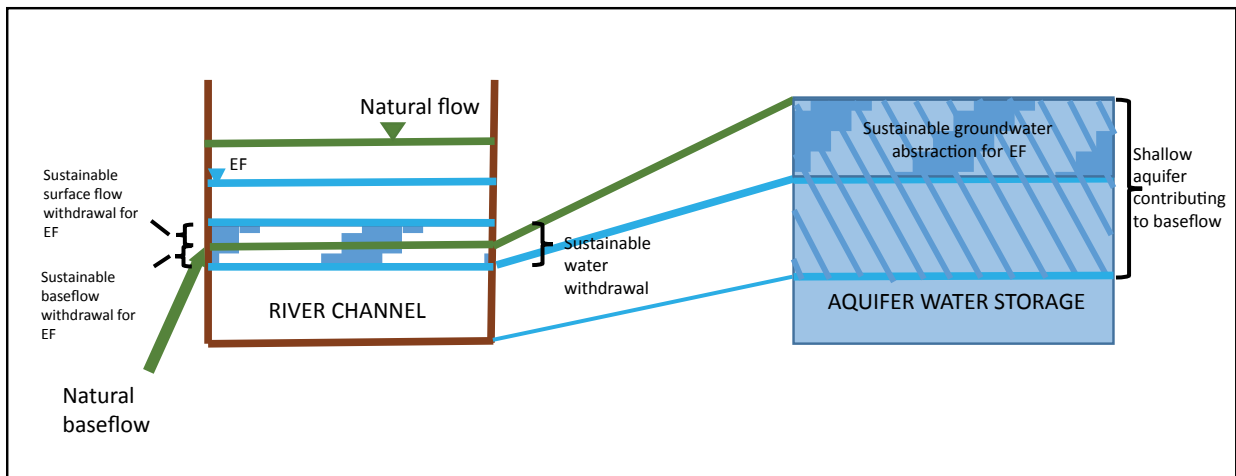 Natural flow
EF
Sustainable
surface flow
withdrawal for
EF
Sustainable
baseflow
withdrawal for
EF
Natural
baseflow
RIVER CHANNEL
Sustainable
water
withdrawal
Sustainable groundwater
abstraction for EF
AQUIFER WATER STORAGE
Shallow
aquifer
contributing
to baseflow